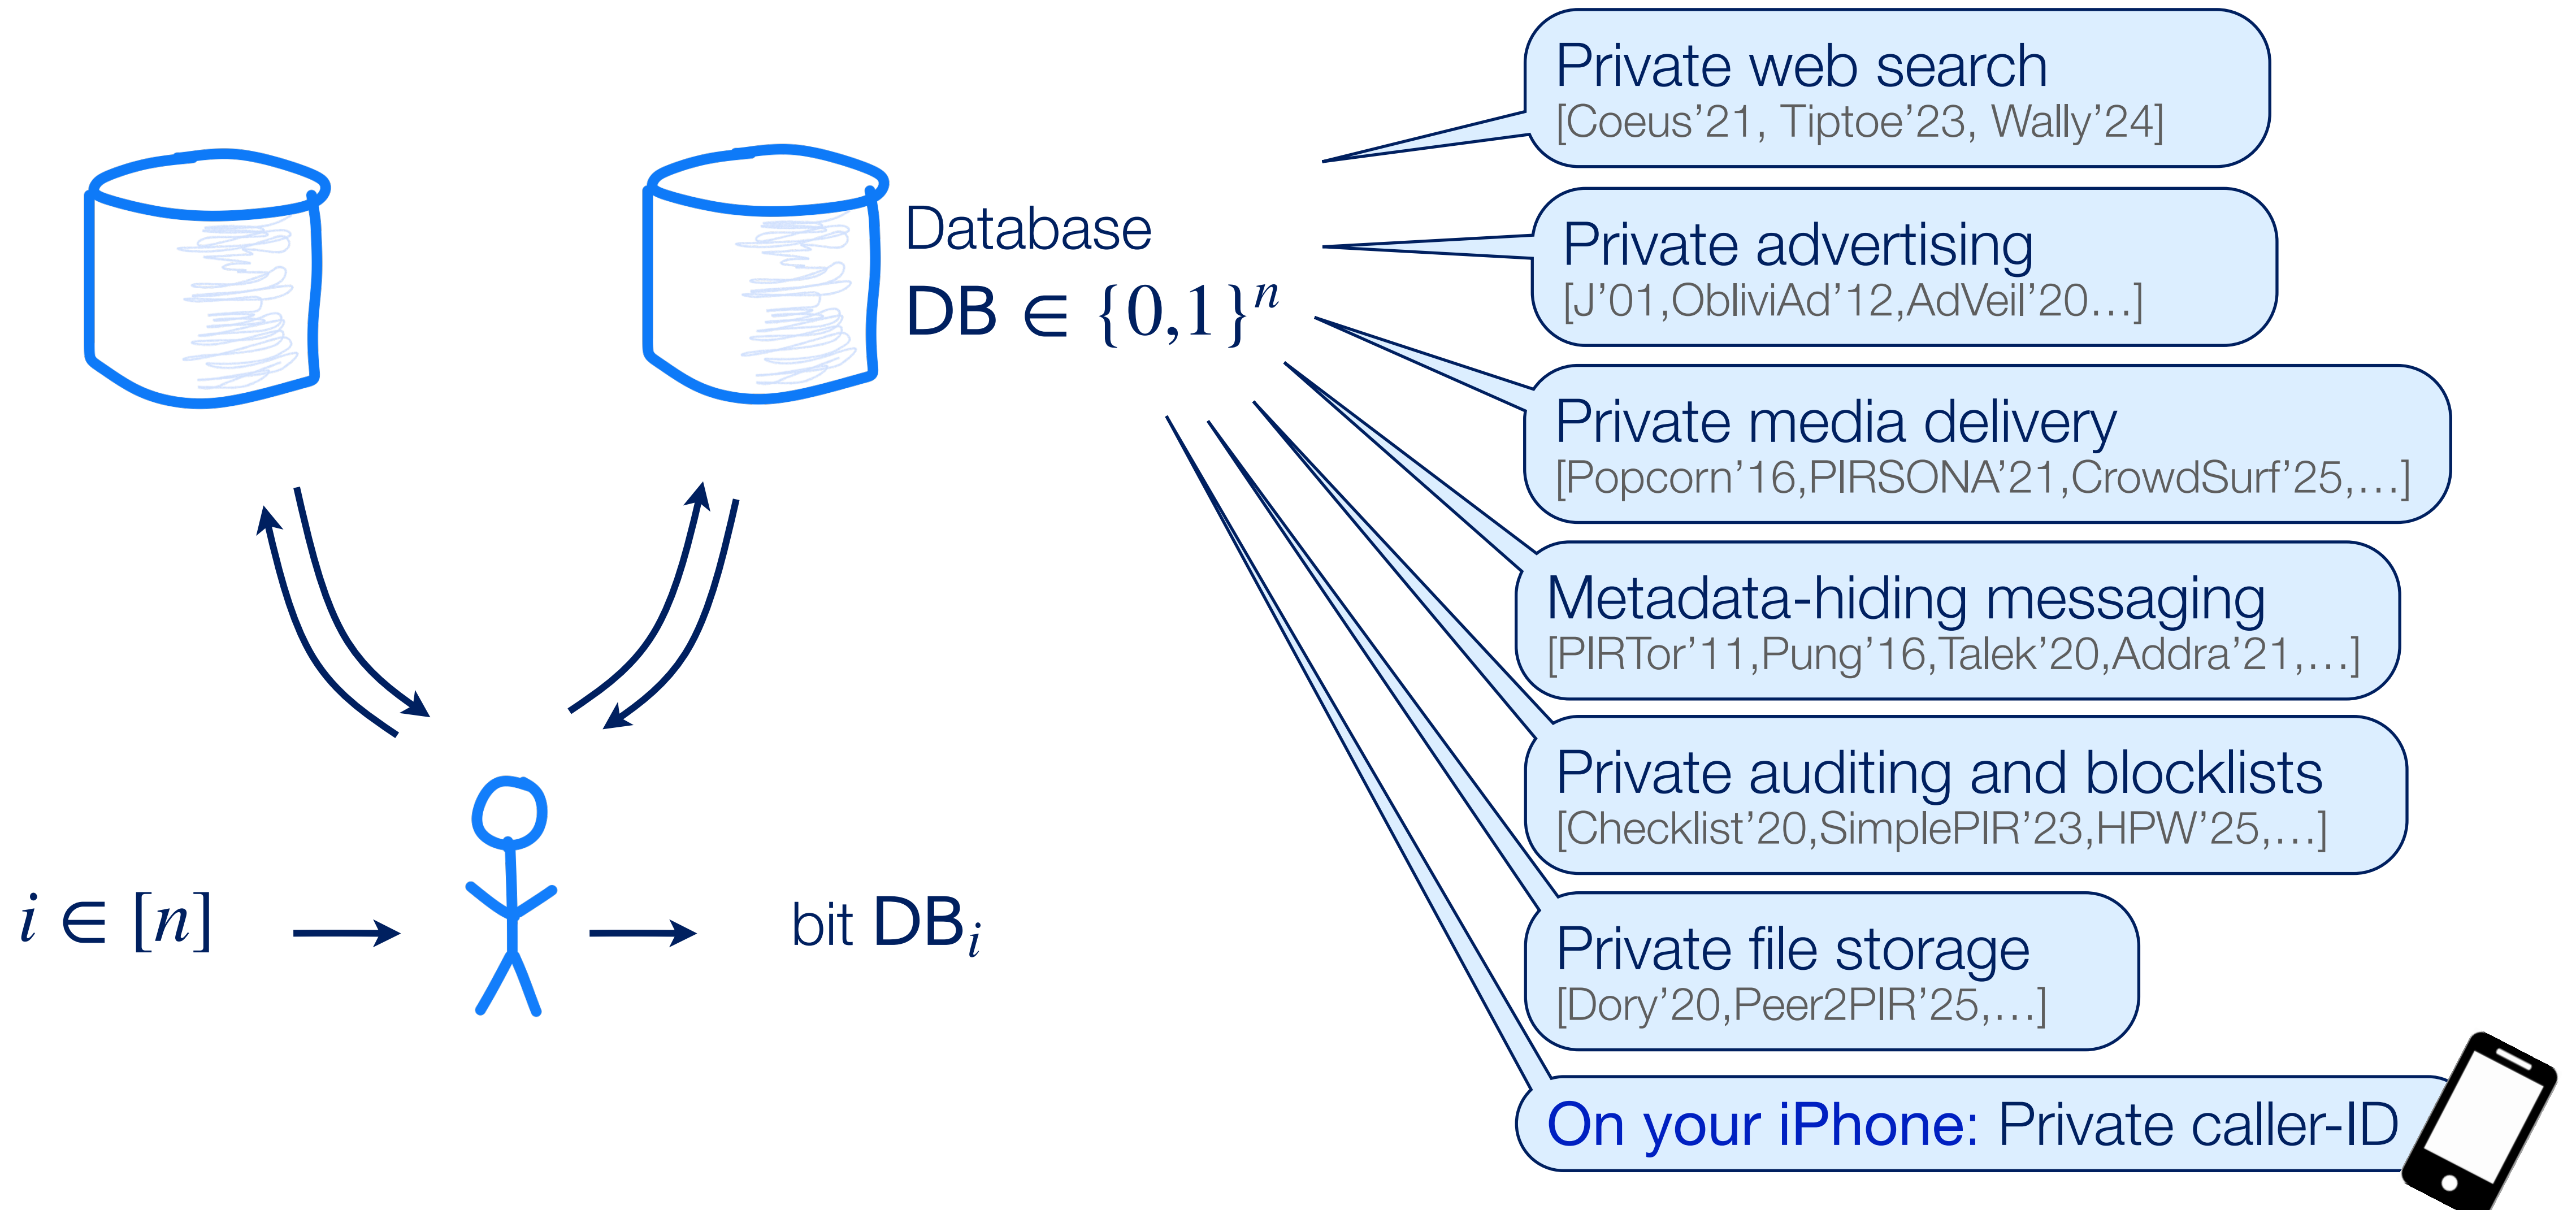 Database
DB ∈ {0,1}ⁿ
i ∈ [n]
bit DBᵢ
Private web search
[Coeus’21, Tiptoe’23, Wally’24]
Private advertising
[J’01,ObliviAd’12,AdVeil’20…]
Private media delivery
[Popcorn’16,PIRSONA’21,CrowdSurf’25,…]
Metadata-hiding messaging
[PIRTor’11,Pung’16,Talek’20,Addra’21,…]
Private auditing and blocklists
[Checklist’20,SimplePIR’23,HPW’25,…]
Private file storage
[Dory’20,Peer2PIR’25,…]
On your iPhone: Private caller-ID